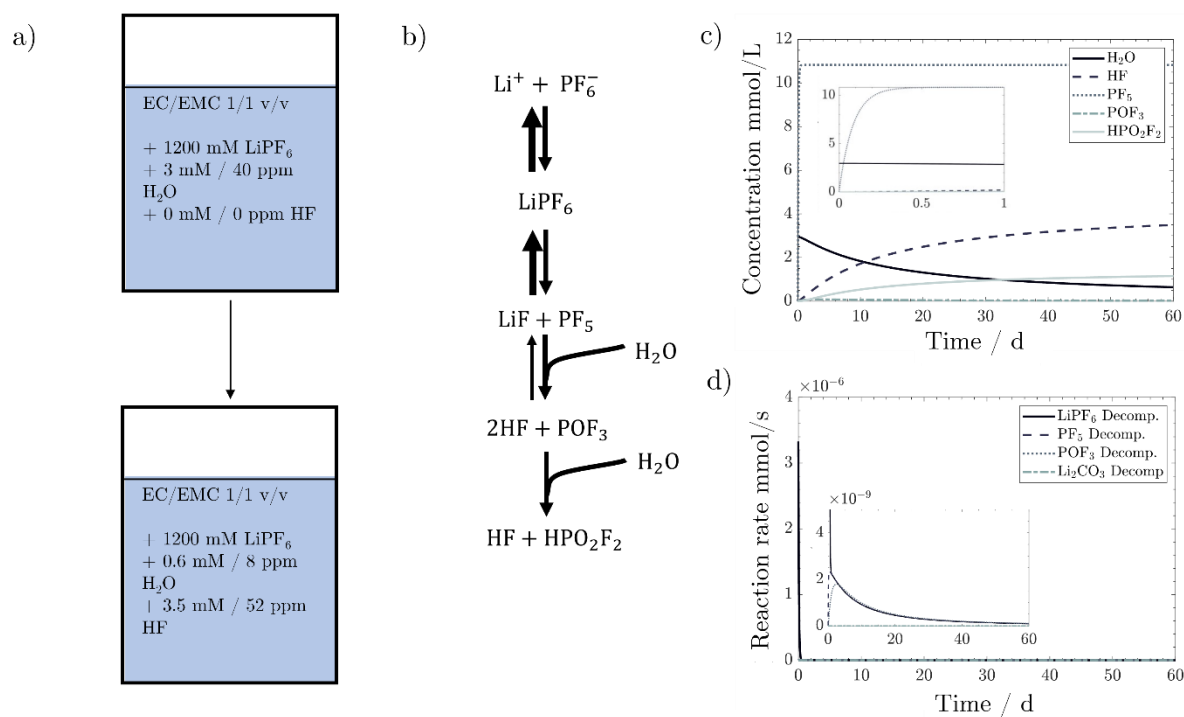 a)
EC/EMC 1/1 v/v
+ 1200 mM LiPF₆
+ 3 mM / 40 ppm
H₂O
+ 0 mM / 0 ppm HF
EC/EMC 1/1 v/v
+ 1200 mM LiPF₆
+ 0.6 mM / 8 ppm
H₂O
+ 3.5 mM / 52 ppm
HF
b)
Li⁺ + PF₆⁻
LiPF₆
LiF + PF₅
H₂O
2HF + POF₃
H₂O
HF + HPO₂F₂
c)
Concentration mmol/L
12
10
8
6
4
2
0
0 10 20 30 40 50 60
Time / d
H₂O
HF
PF₅
POF₃
HPO₂F₂
10
5
0
0 0.5 1
d)
×10⁻⁶
Reaction rate mmol/s
4
3
2
1
0
0 10 20 30 40 50 60
Time / d
LiPF₆ Decomp.
PF₅ Decomp.
POF₃ Decomp.
Li₂CO₃ Decomp
×10⁻⁹
4
2
0
0 20 40 60